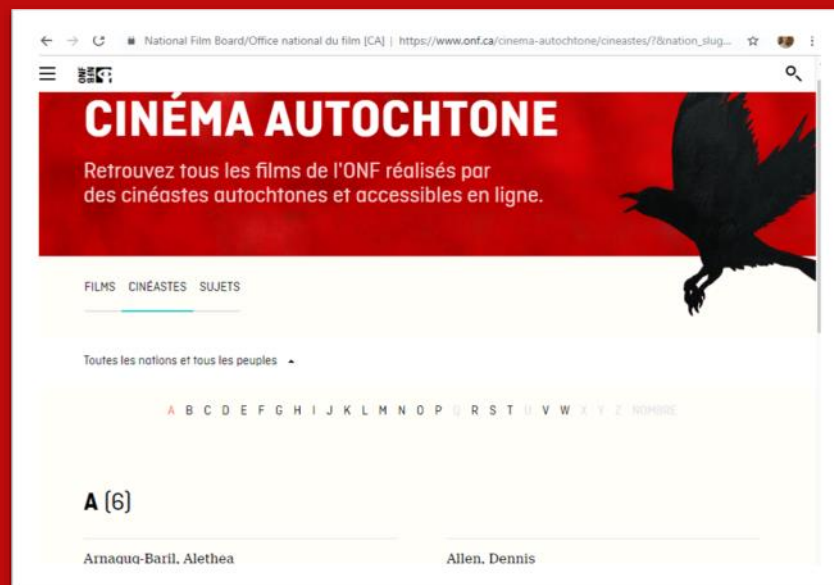 National Film Board/Office national du film [CA] | https://www.onf.ca/cinema-autochtone/cineastes/?&nation_slug...
ONF
NFB
CINÉMA AUTOCHTONE
Retrouvez tous les films de l'ONF réalisés par
des cinéastes autochtones et accessibles en ligne.
FILMS CINÉASTES SUJETS
Toutes les nations et tous les peuples
A B C D E F G H I J K L M N O P Q R S T U V W X Y Z NOMBRE
A (6)
Arnaquq-Baril, Alethea Allen, Dennis